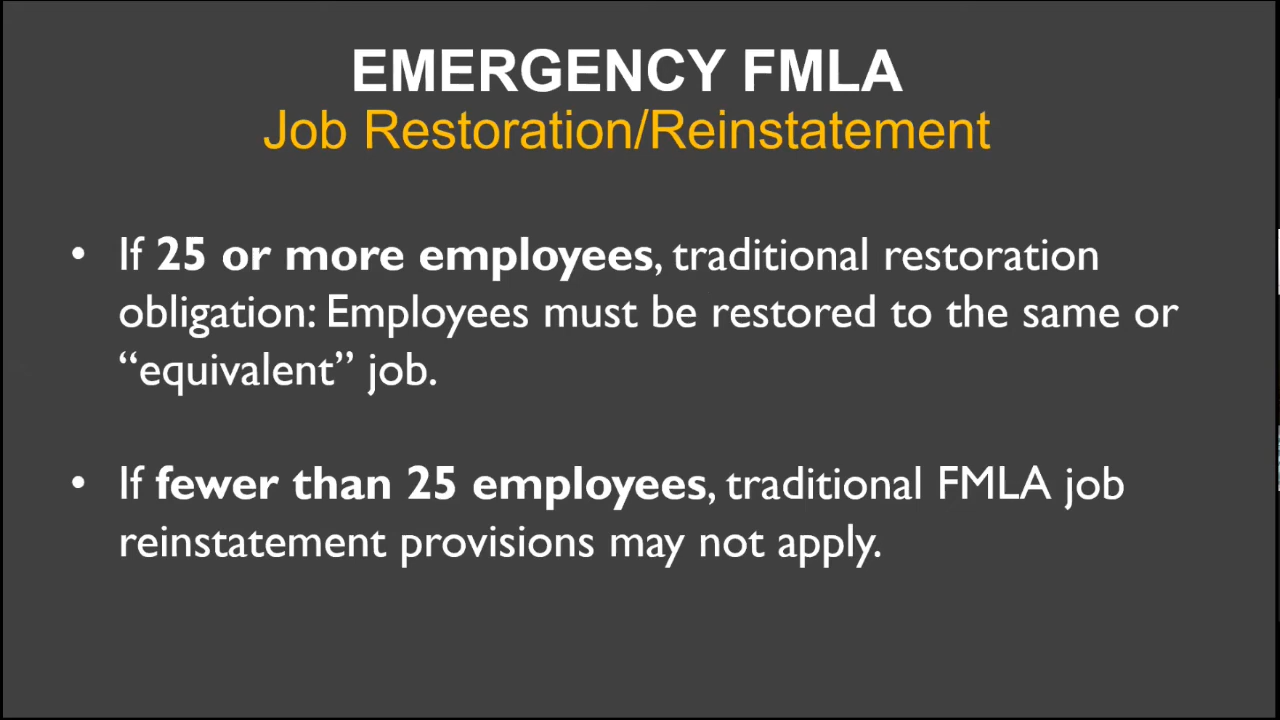 EMERGENCY FMLA
Job Restoration/Reinstatement
• If 25 or more employees, traditional restoration
obligation: Employees must be restored to the same or
“equivalent” job.
• If fewer than 25 employees, traditional FMLA job
reinstatement provisions may not apply.